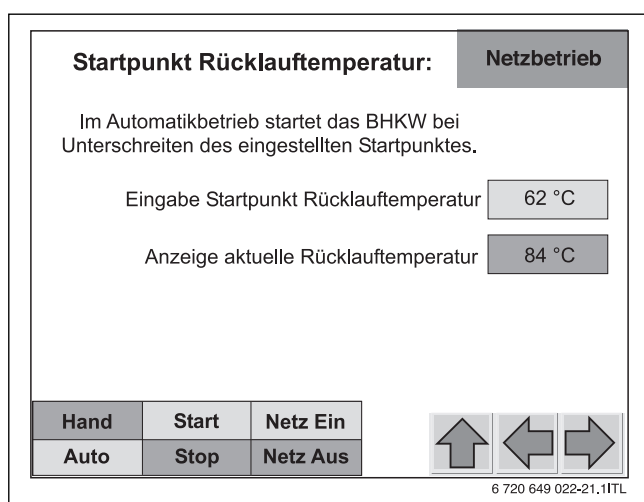 Startpunkt Rücklauftemperatur:
Netzbetrieb
Im Automatikbetrieb startet das BHKW bei
Unterschreiten des eingestellten Startpunktes.
Eingabe Startpunkt Rücklauftemperatur 62 °C
Anzeige aktuelle Rücklauftemperatur 84 °C
Hand Start Netz Ein
Auto Stop Netz Aus
6 720 649 022-21.1ITL